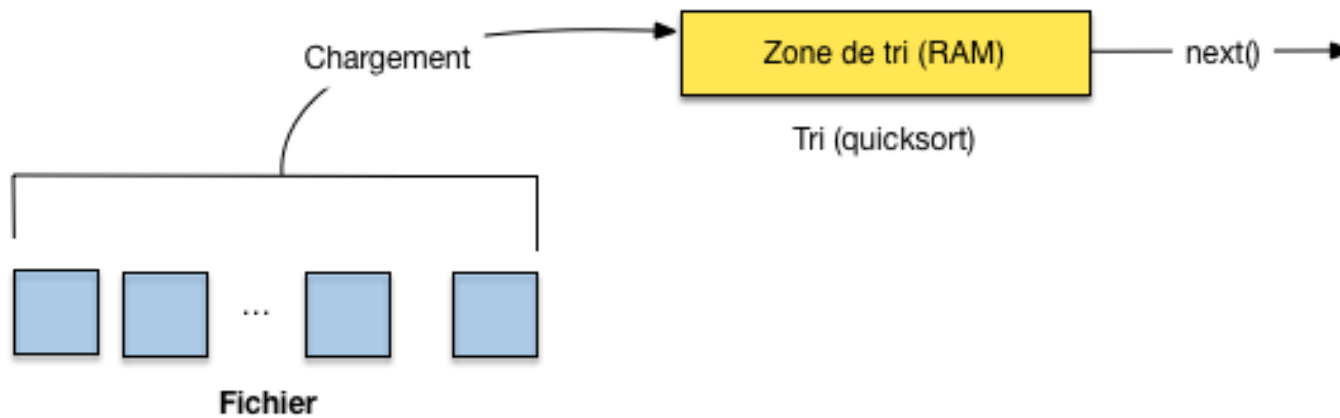 Chargement
Zone de tri (RAM)
next()
Tri (quicksort)
...
Fichier